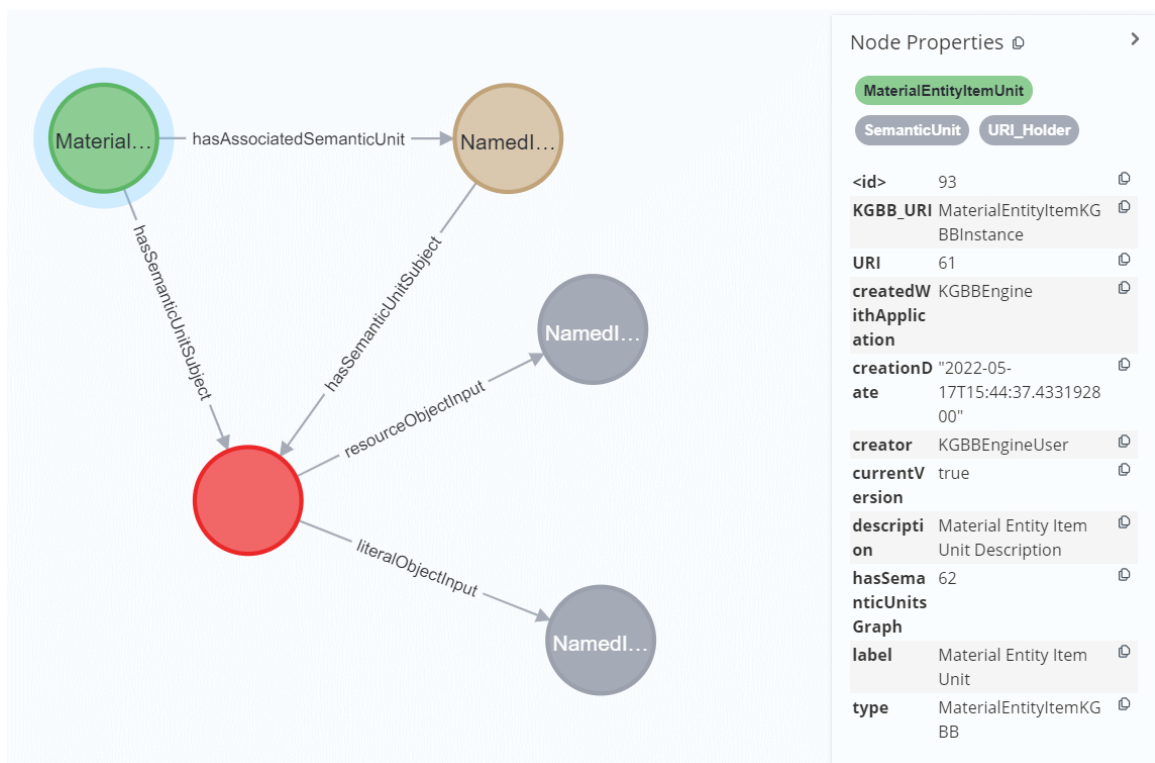 Material...
hasAssociatedSemanticUnit
NamedI...
hasSemanticUnitSubject
hasSemanticUnitSubject
NamedI...
resourceObjectInput
literalObjectInput
NamedI...
Node Properties
MaterialEntityItemUnit
SemanticUnit URI_Holder
<id> 93
KGBB_URI MaterialEntityItemKG
BBInstance
URI 61
createdW KGBBEngine
ithApplic
ation
creationD "2022-05-
ate 17T15:44:37.4331928
00"
creator KGBBEngineUser
currentV true
ersion
descripti Material Entity Item
on Unit Description
hasSema 62
nticUnits
Graph
label Material Entity Item
Unit
type MaterialEntityItemKG
BB